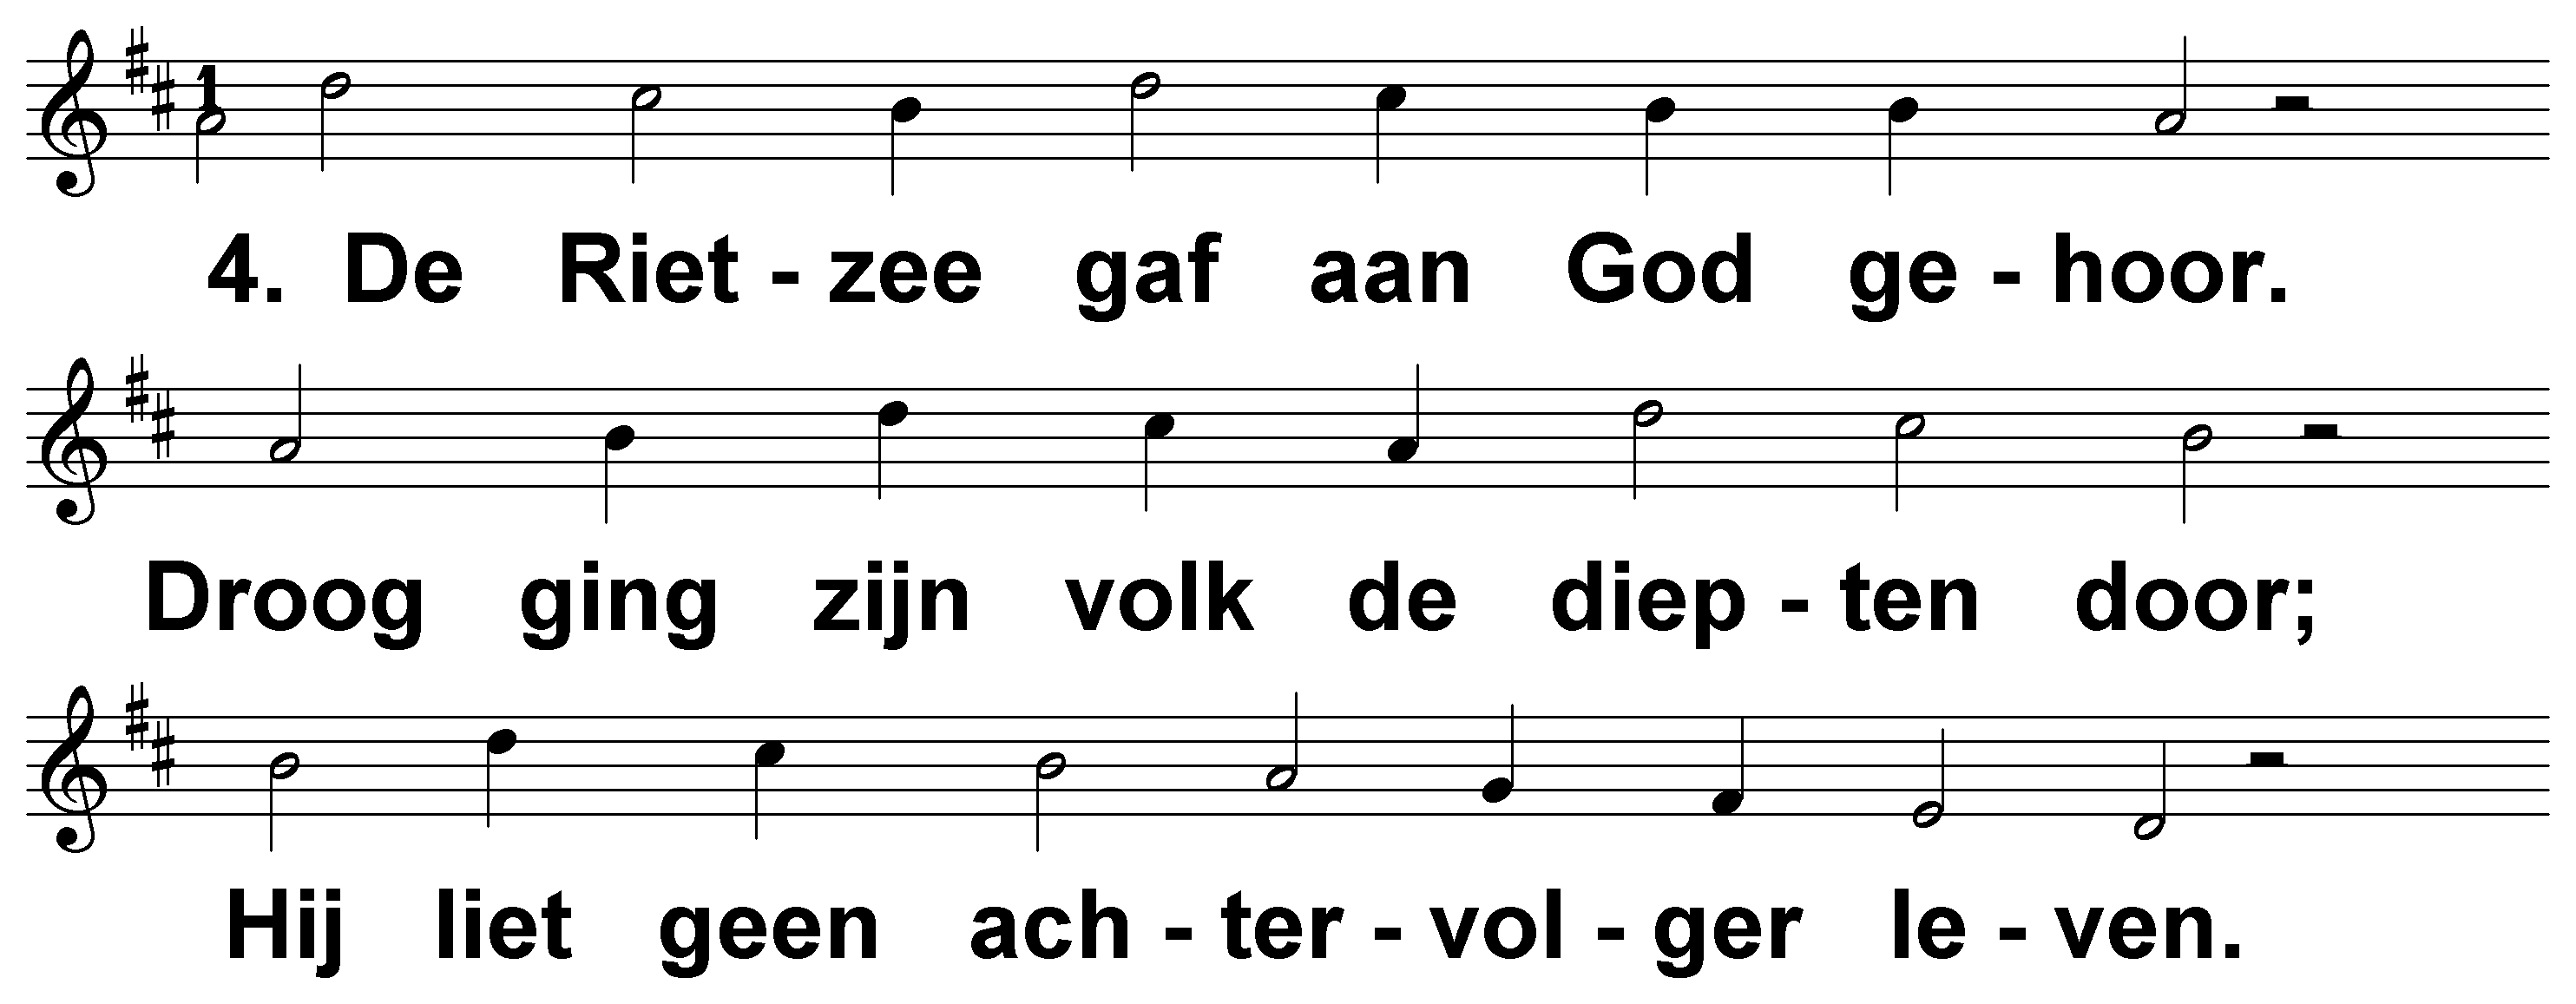 1
4. De Riet - zee gaf aan God ge - hoor.
Droog ging zijn volk de diep - ten door;
Hij liet geen ach - ter - vol - ger le - ven.